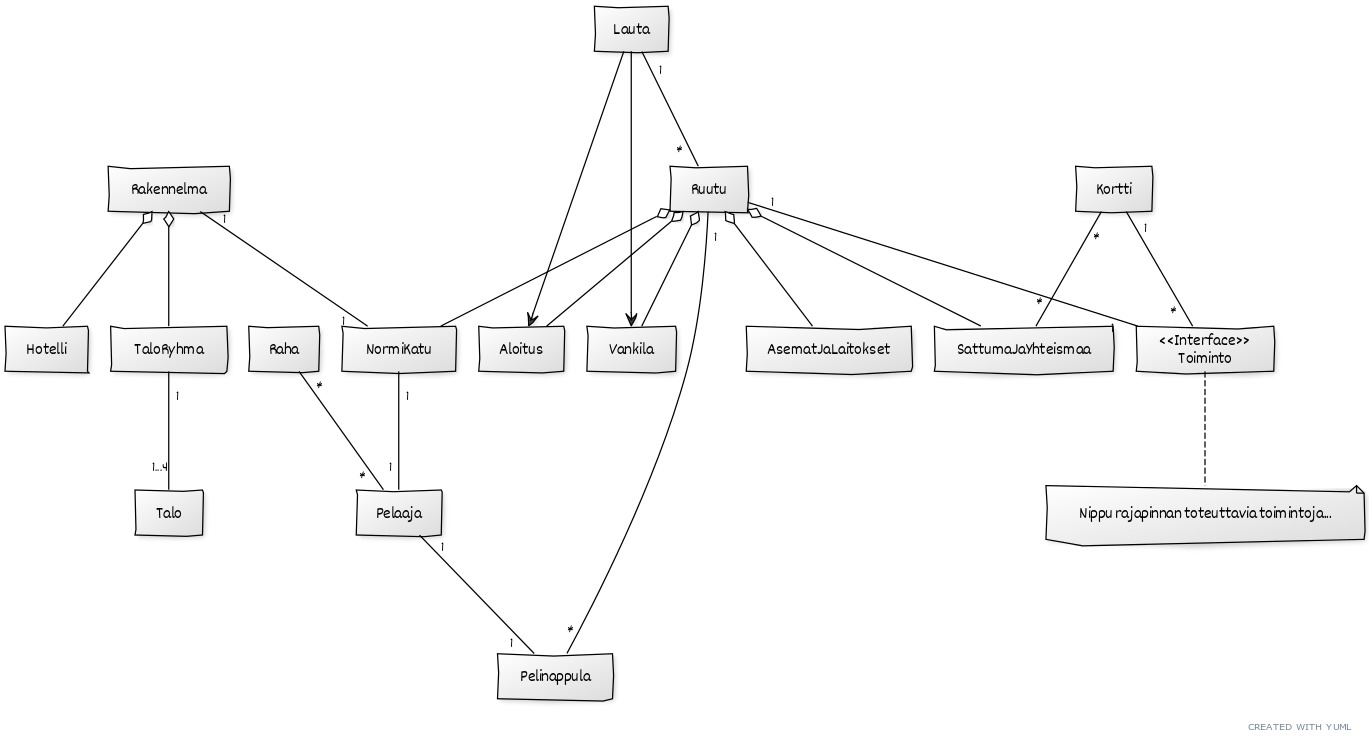 Lauta
1
*
Rakennelma
Ruutu
Kortti
1
1
1
*
1
*
*
1
1
Hotelli
TaloRyhma
Raha
NormiKatu
Aloitus
Vankila
AsematJaLaitokset
SattumaJaYhteismaa
<<Interface>>
Toiminto
*
1
1
1...4
*
1
Talo
Pelaaja
Nippu rajapinnan toteuttavia toimintoja...
1
*
1
Pelinappula
CREATED WITH YUML